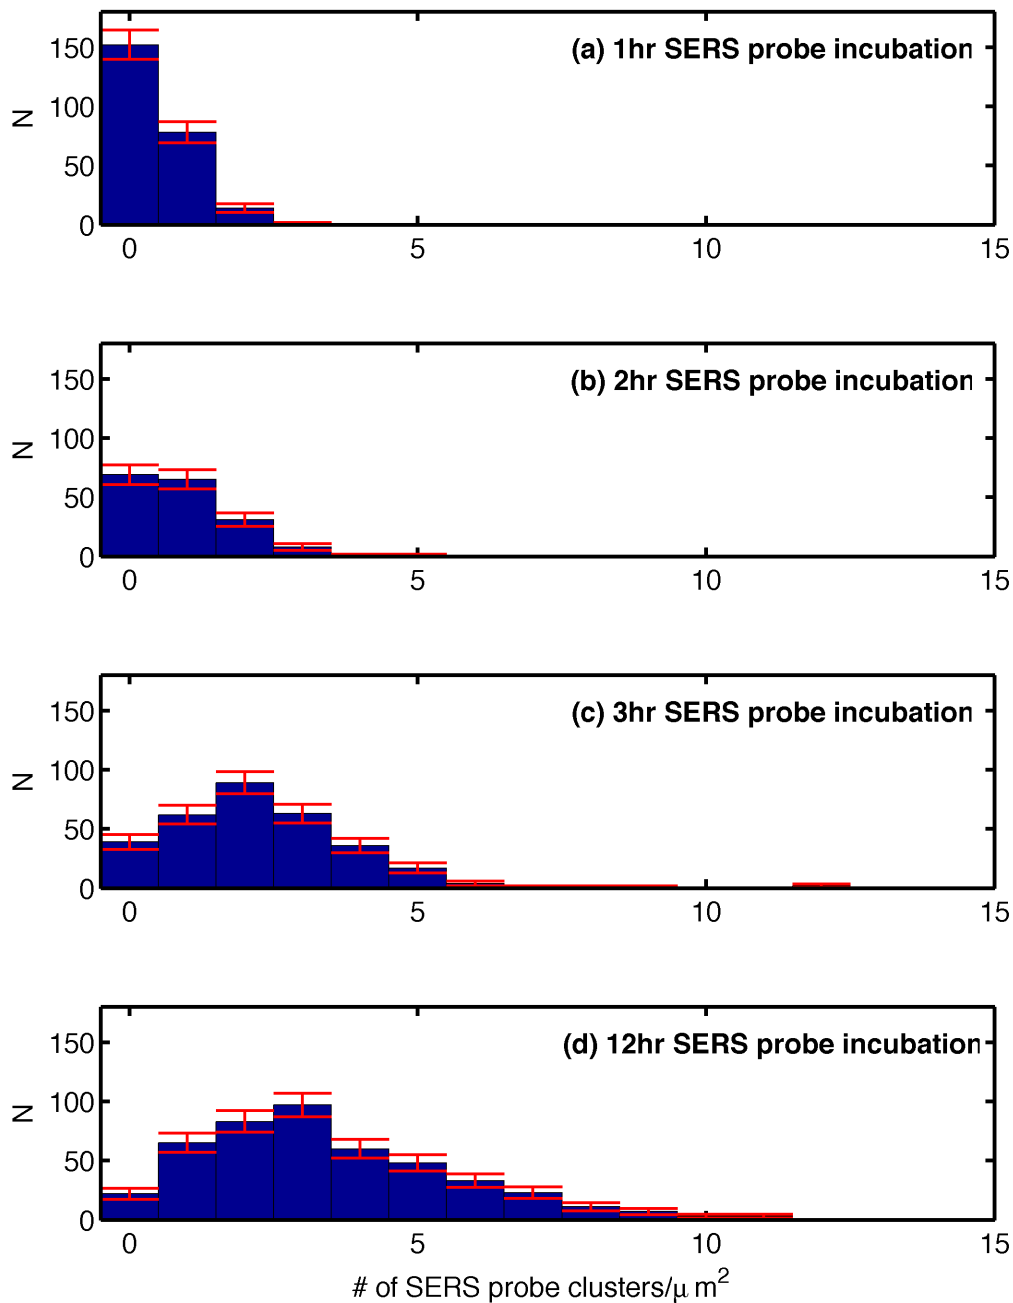 (a) 1hr SERS probe incubation
150
100
50
0
N
0 5 10 15
(b) 2hr SERS probe incubation
150
100
50
0
N
0 5 10 15
(c) 3hr SERS probe incubation
150
100
50
0
N
0 5 10 15
(d) 12hr SERS probe incubation
150
100
50
0
N
0 5 10 15
# of SERS probe clusters/μ m²